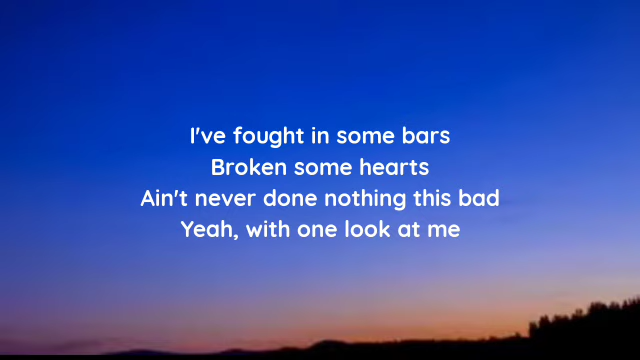 I've fought in some bars
Broken some hearts
Ain't never done nothing this bad
Yeah, with one look at me